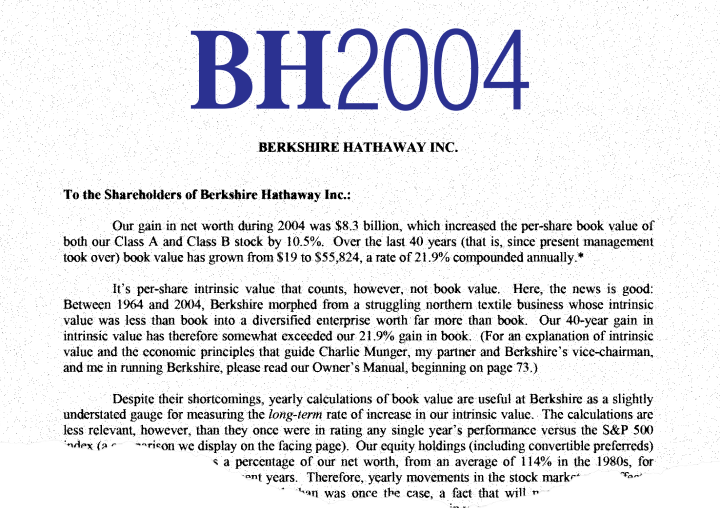 BH2004
BERKSHIRE HATHAWAY INC.
To the Shareholders of Berkshire Hathaway Inc.:
Our gain in net worth during 2004 was $8.3 billion, which increased the per-share book value of
both our Class A and Class B stock by 10.5%. Over the last 40 years (that is, since present management
took over) book value has grown from $19 to $55,824, a rate of 21.9% compounded annually.*
It's per-share intrinsic value that counts, however, not book value. Here, the news is good:
Between 1964 and 2004, Berkshire morphed from a struggling northern textile business whose intrinsic
value was less than book into a diversified enterprise worth far more than book. Our 40-year gain in
intrinsic value has therefore somewhat exceeded our 21.9% gain in book. (For an explanation of intrinsic
value and the economic principles that guide Charlie Munger, my partner and Berkshire's vice-chairman,
and me in running Berkshire, please read our Owner's Manual, beginning on page 73.)
Despite their shortcomings, yearly calculations of book value are useful at Berkshire as a slightly
understated gauge for measuring the long-term rate of increase in our intrinsic value. The calculations are
less relevant, however, than they once were in rating any single year's performance versus the S&P 500
index (a comparison we display on the facing page). Our equity holdings (including convertible preferreds)
s a percentage of our net worth, from an average of 114% in the 1980s, for
years. Therefore, yearly movements in the stock
was once the case, a fact that will